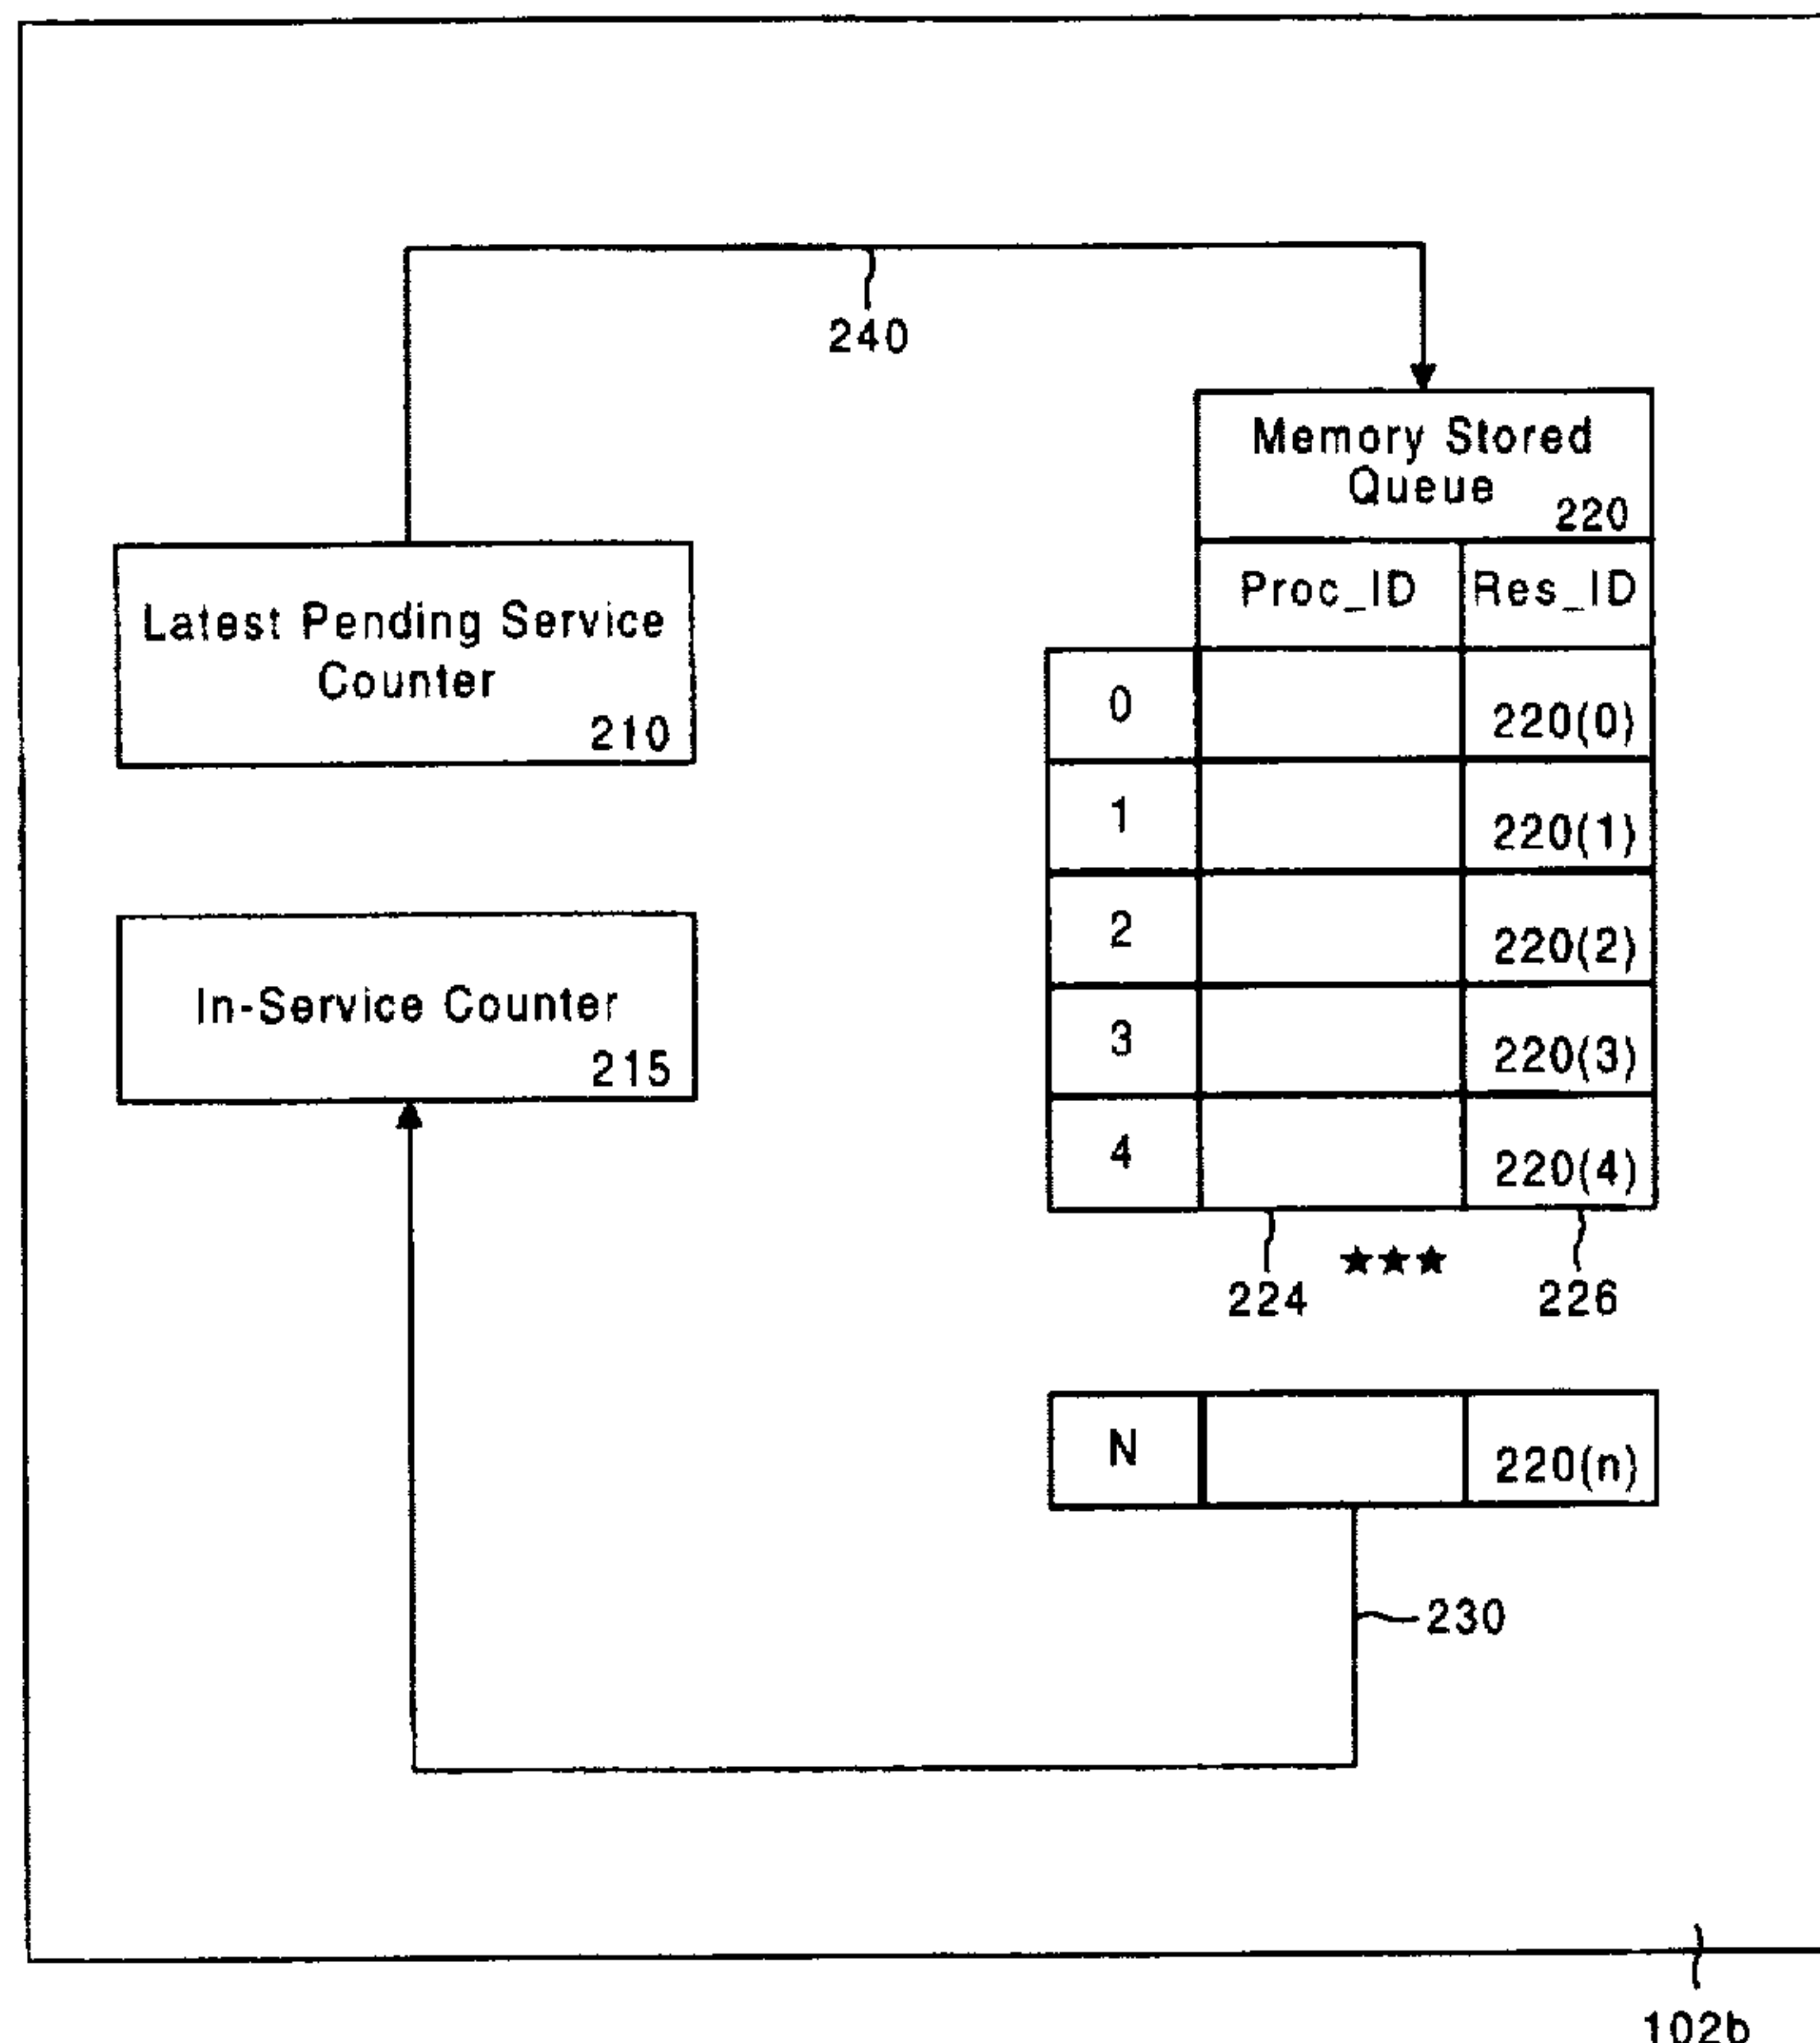 240
Memory Stored
Queue
220
Proc_ID Res_ID
Latest Pending Service
Counter
210
0 220(0)
1 220(1)
2 220(2)
In-Service Counter
215
3 220(3)
4 220(4)
224 ★★★ 226
N 220(n)
230
102b